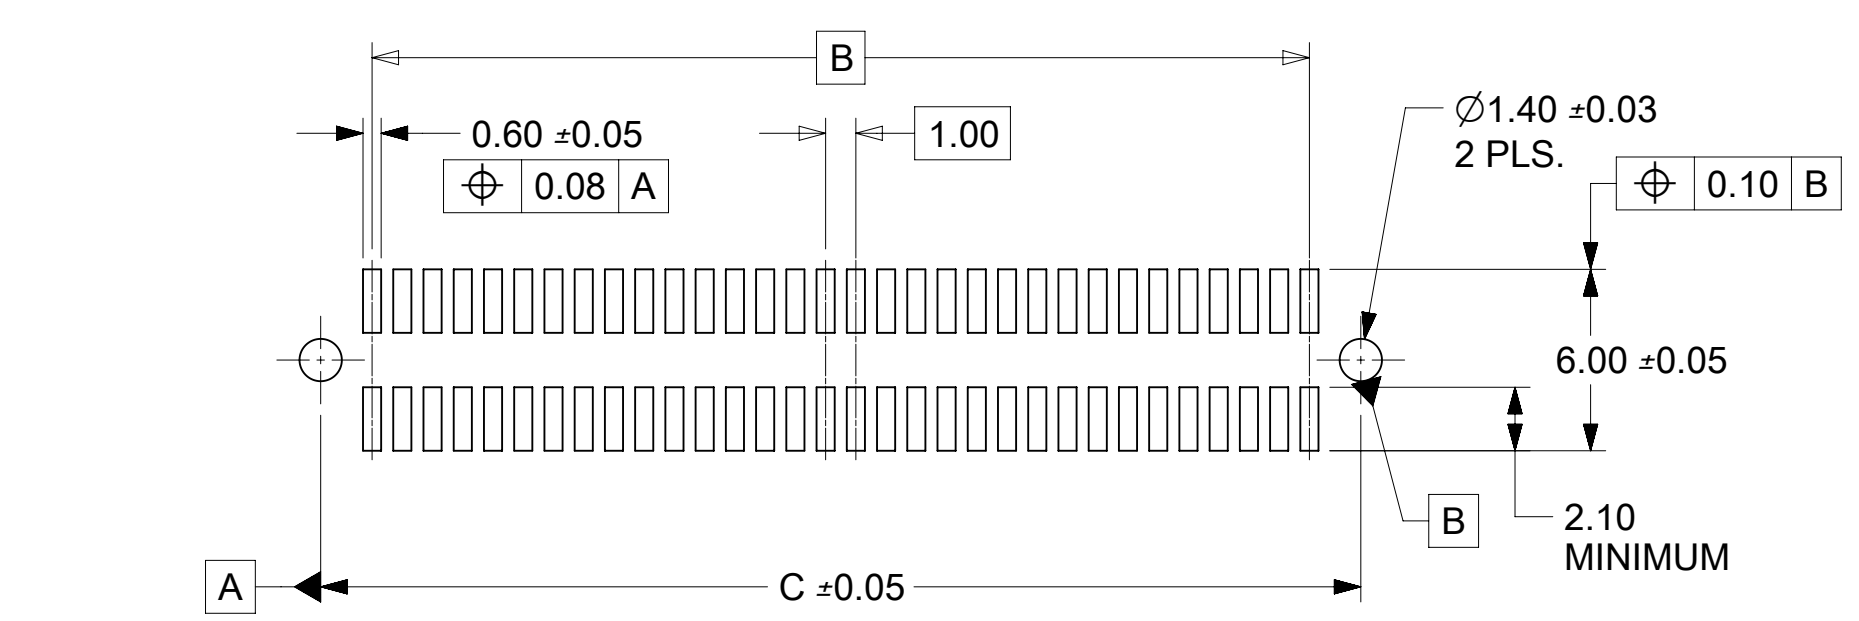 B
0.60 ±0.05
⌖ 0.08 A
1.00
∅1.40 ±0.03
2 PLS.
⌖ 0.10 B
6.00 ±0.05
B
2.10
MINIMUM
A
C ±0.05